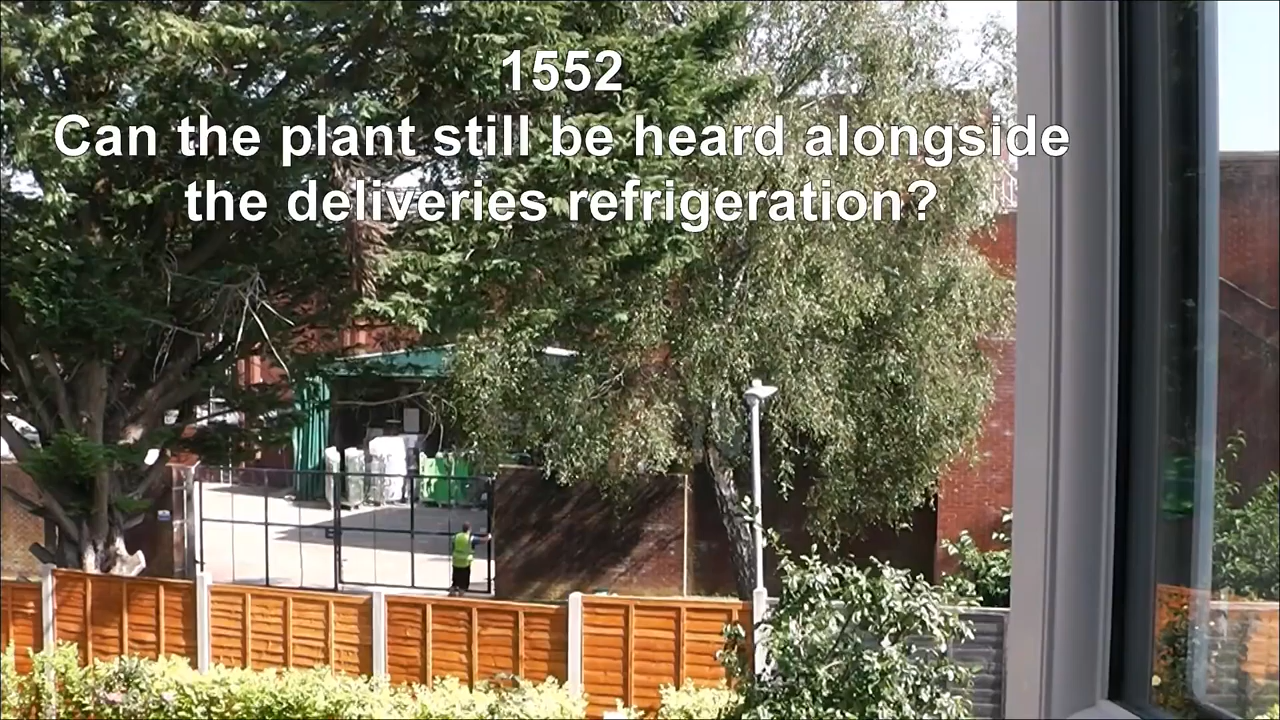 1552
Can the plant still be heard alongside
the deliveries refrigeration?